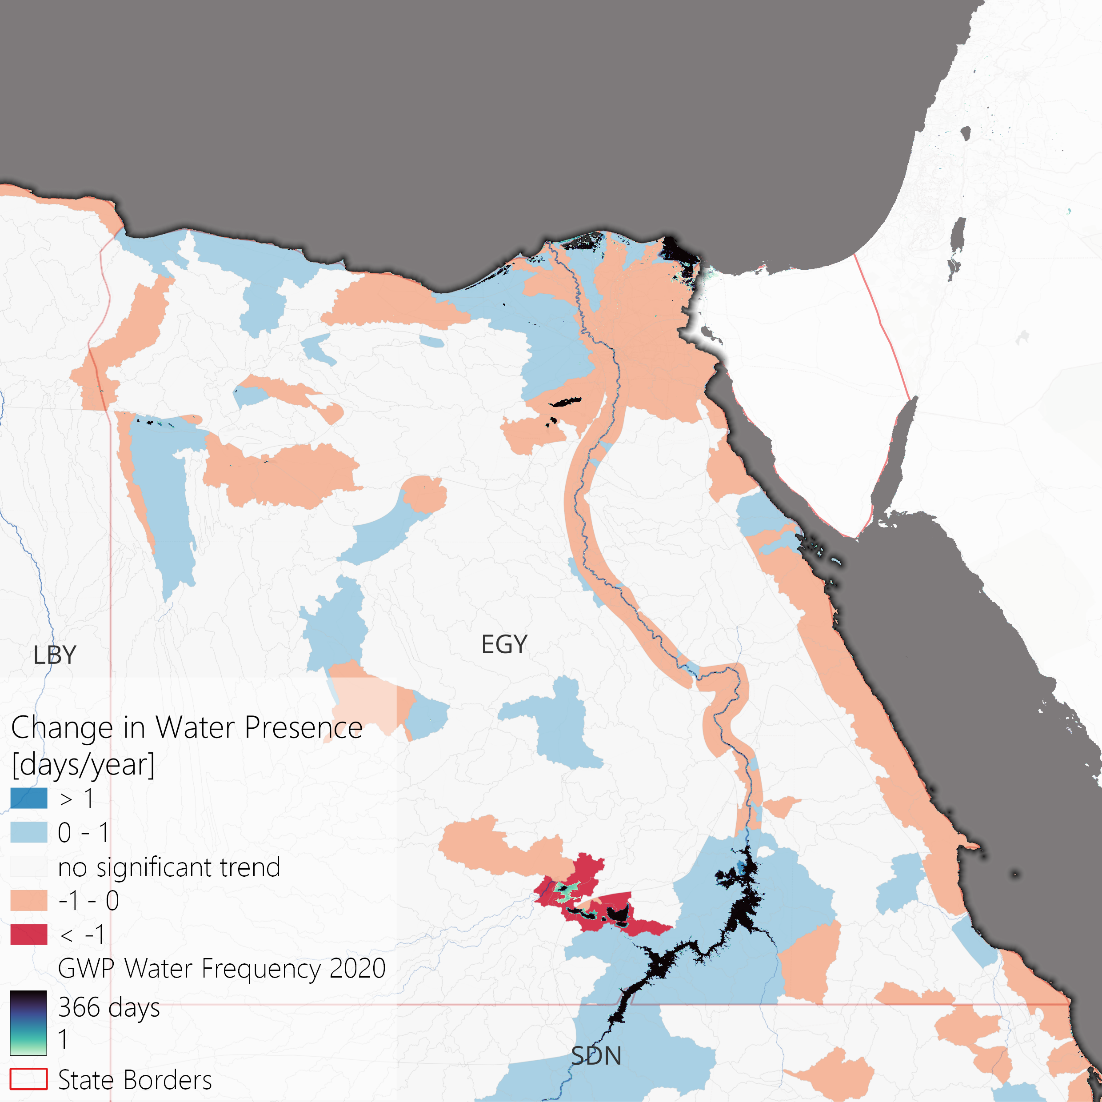 EGY
LBY
Change in Water Presence
[days/year]
> 1
0 - 1
no significant trend
-1 - 0
< -1
GWP Water Frequency 2020
366 days
1
SDN
State Borders